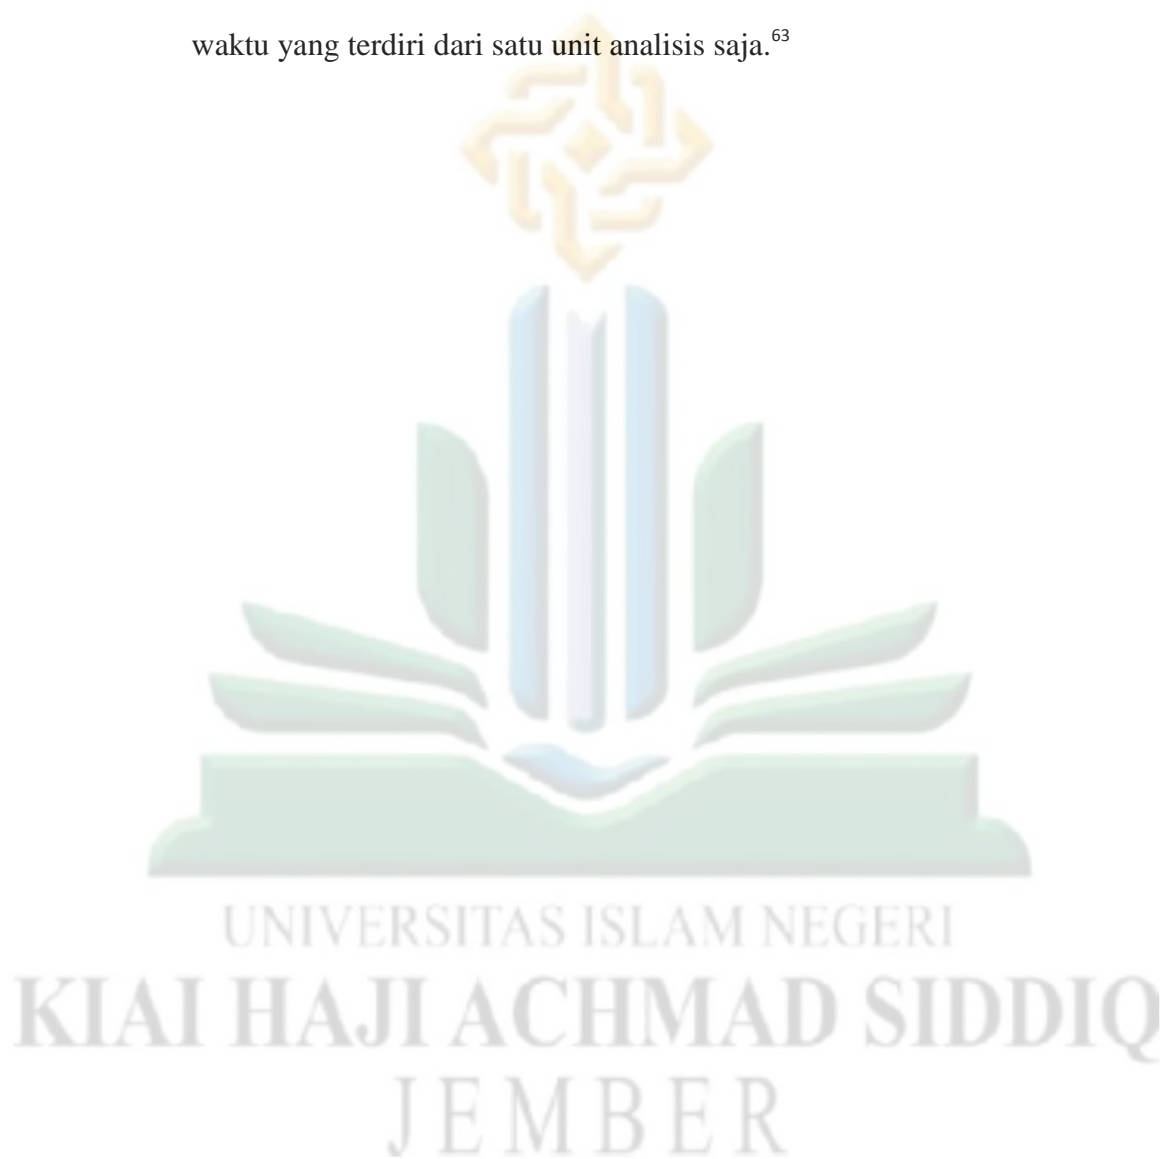 waktu yang terdiri dari satu unit analisis saja.⁶³
UNIVERSITAS ISLAM NEGERI
KIAI HAJI ACHMAD SIDDIQ
JEMBER